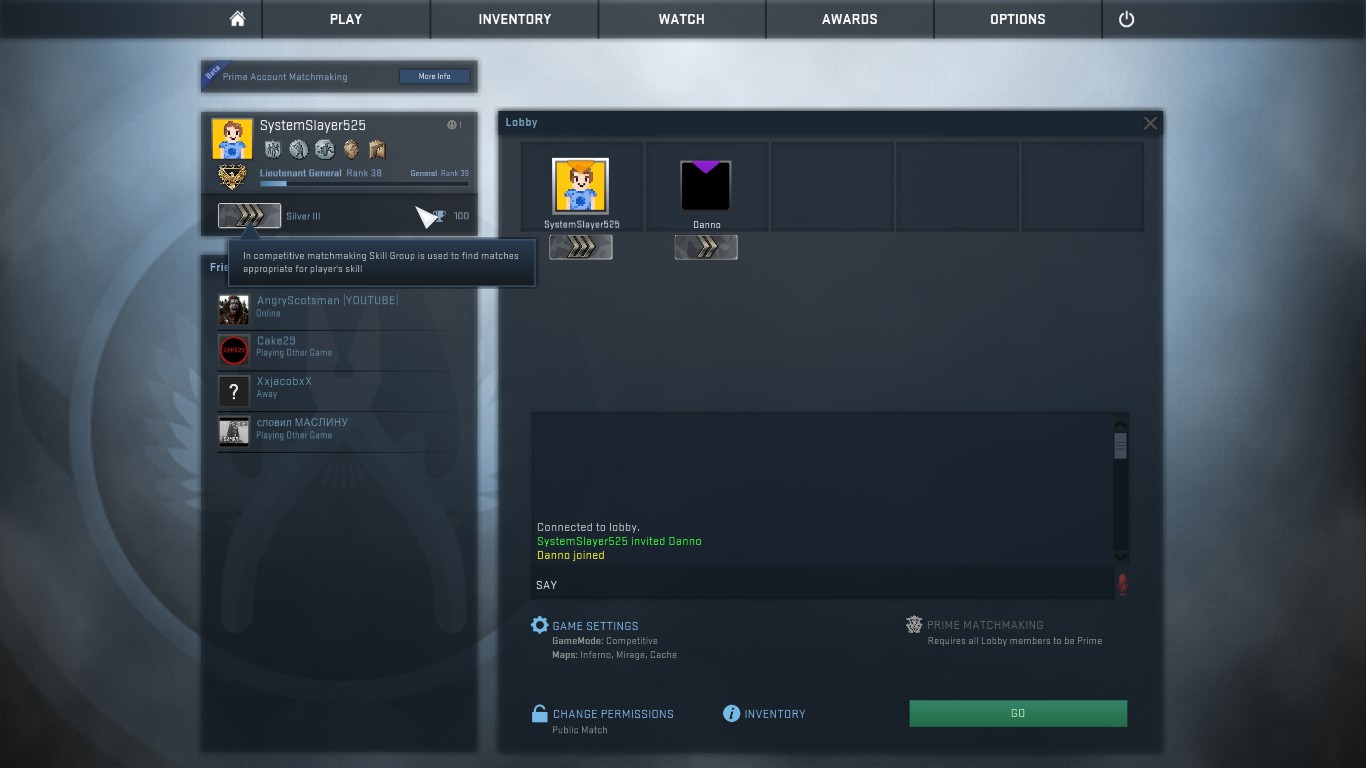 PLAY
INVENTORY
WATCH
AWARDS
OPTIONS
Beta
Prime Account Matchmaking
More Info
SystemSlayer525
1
Lieutenant General Rank 38
General Rank 39
Silver III
100
In competitive matchmaking Skill Group is used to find matches
appropriate for player's skill
Frie
AngryScotsman |YOUTUBE|
Online
CAKE29
Cake29
Playing Other Game
?
XxjacobxX
Away
словил МАСЛИНУ
Playing Other Game
Lobby
SystemSlayer525
Danno
Connected to lobby.
SystemSlayer525 invited Danno
Danno joined
SAY
GAME SETTINGS
GameMode: Competitive
Maps: Inferno, Mirage, Cache
PRIME MATCHMAKING
Requires all Lobby members to be Prime
CHANGE PERMISSIONS
Public Match
INVENTORY
GO